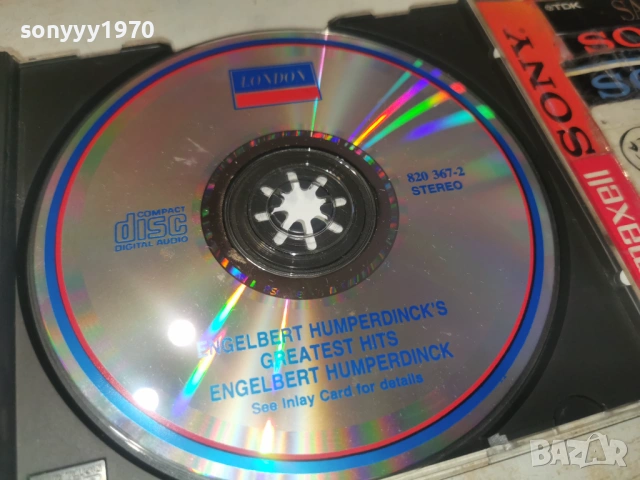 sonyyy1970
LONDON
820 367-2
STEREO
COMPACT
disc
DIGITAL AUDIO
ENGELBERT HUMPERDINCK'S
GREATEST HITS
ENGELBERT HUMPERDINCK
See Inlay Card for details
TDK
SONY
maxell
BAZAR